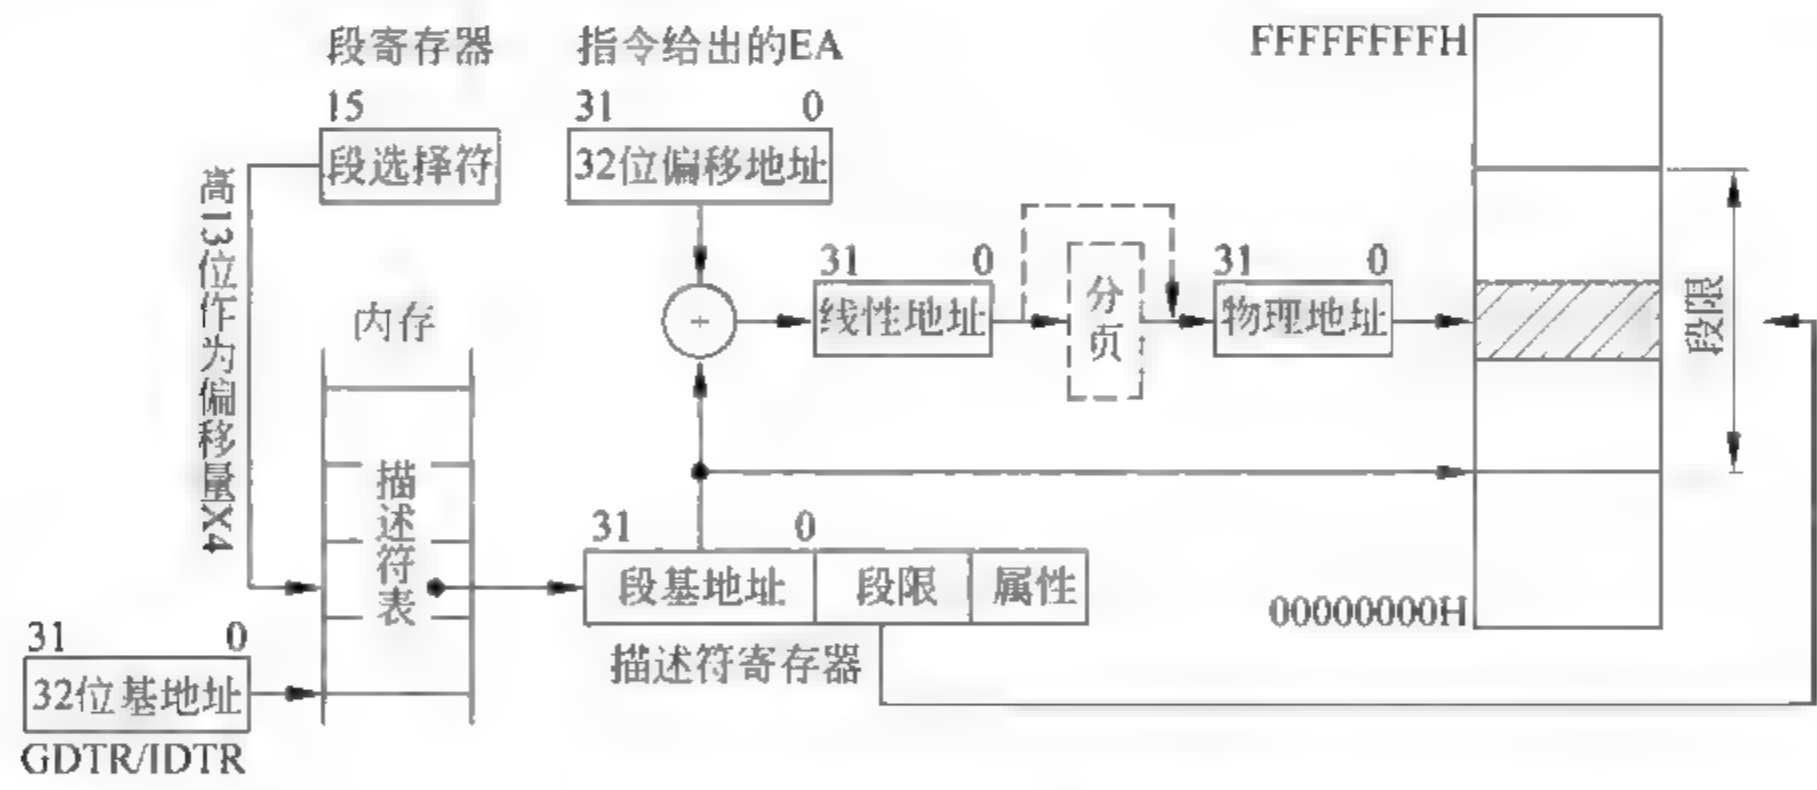 段寄存器
指令给出的EA
FFFFFFFFH
15
31 0
段选择符
32位偏移地址
高13位作为偏移量X4
31 0
31 0
线性地址
分页
物理地址
段限
内存
描述符表
31 0
段基地址 段限 属性
描述符寄存器
00000000H
31 0
32位基地址
GDTR/IDTR